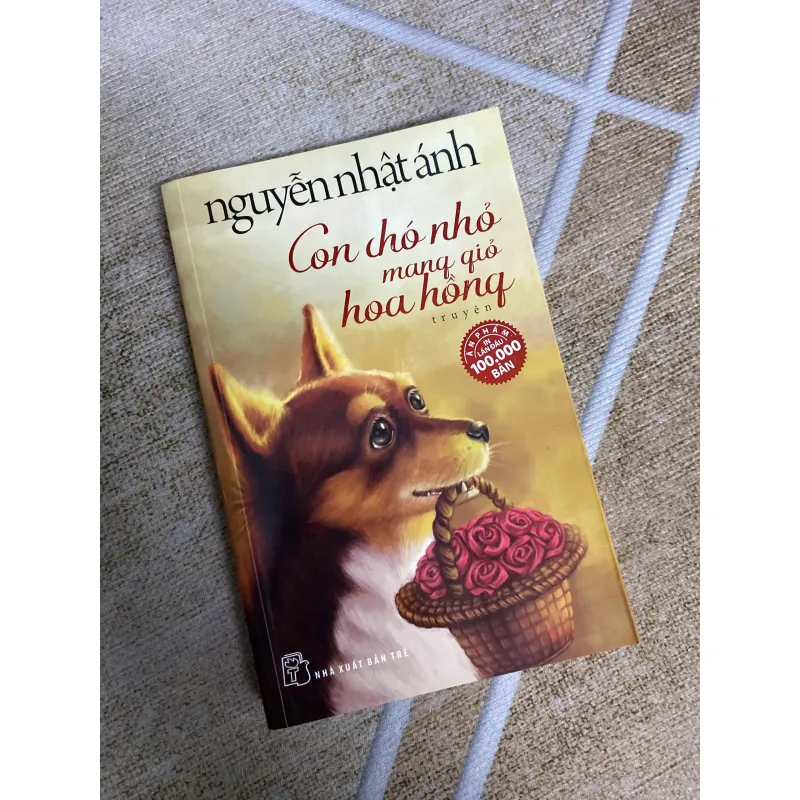 nguyễn nhật ánh
Con chó nhỏ
mang giỏ
hoa hồng
truyện
ẤN PHẨM
IN
LẦN ĐẦU
100.000
BẢN
T
NHÀ XUẤT BẢN TRẺ